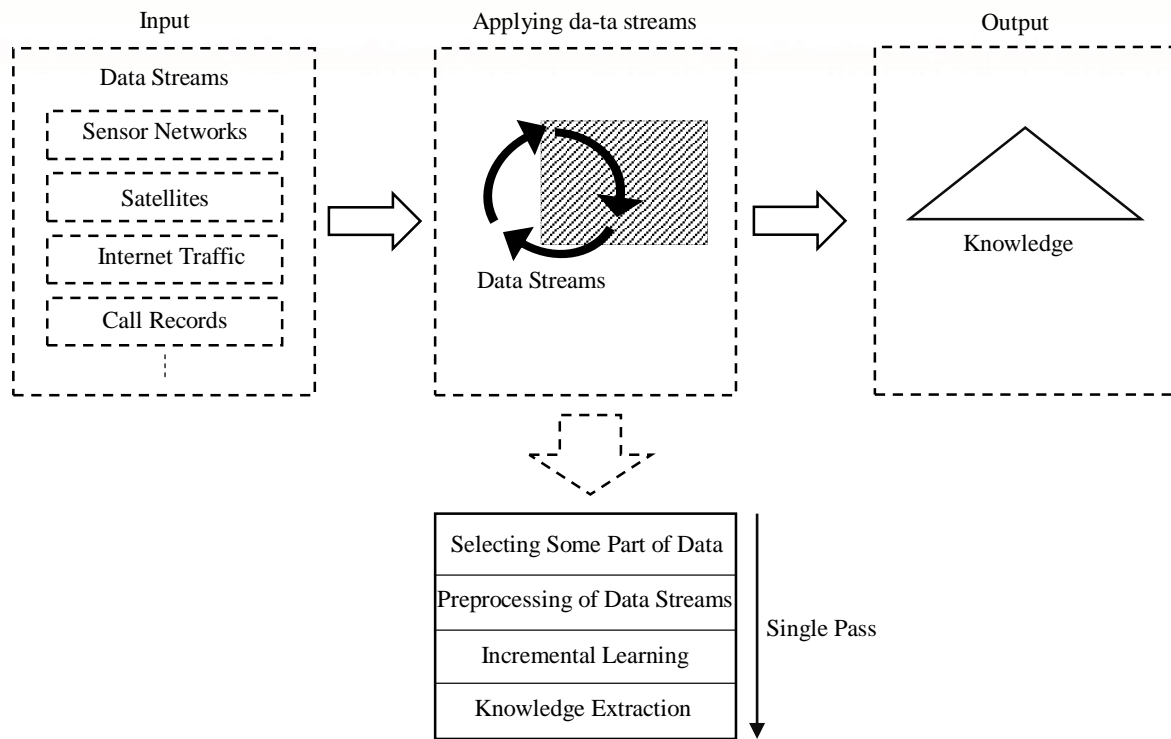 Input
Applying da-ta streams
Output
Data Streams
Sensor Networks
Satellites
Internet Traffic
Call Records
Data Streams
Knowledge
Selecting Some Part of Data
Preprocessing of Data Streams
Incremental Learning
Knowledge Extraction
Single Pass